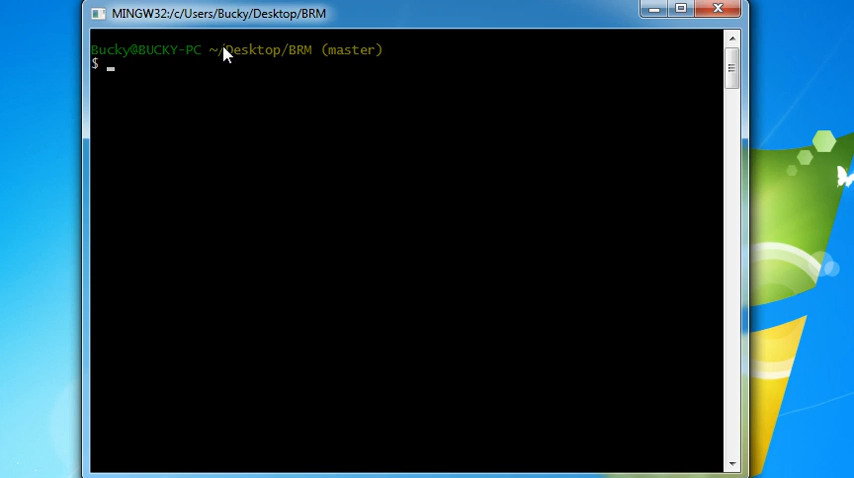 MINGW32:/c/Users/Bucky/Desktop/BRM
Bucky@BUCKY-PC ~/Desktop/BRM (master)
$ _